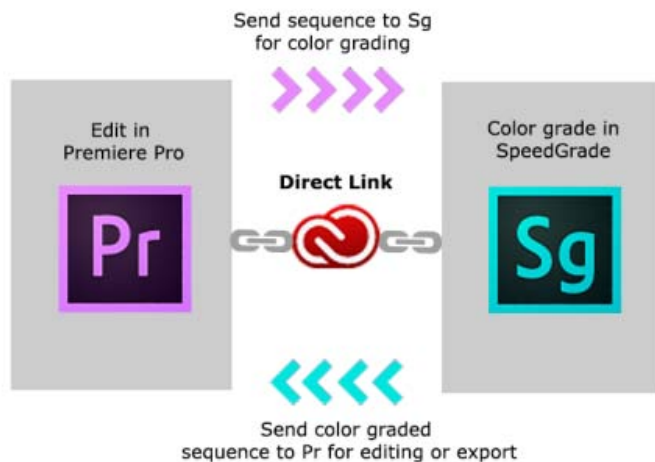 Send sequence to Sg
for color grading
Edit in
Premiere Pro
Color grade in
SpeedGrade
Direct Link
Pr
Sg
Send color graded
sequence to Pr for editing or export